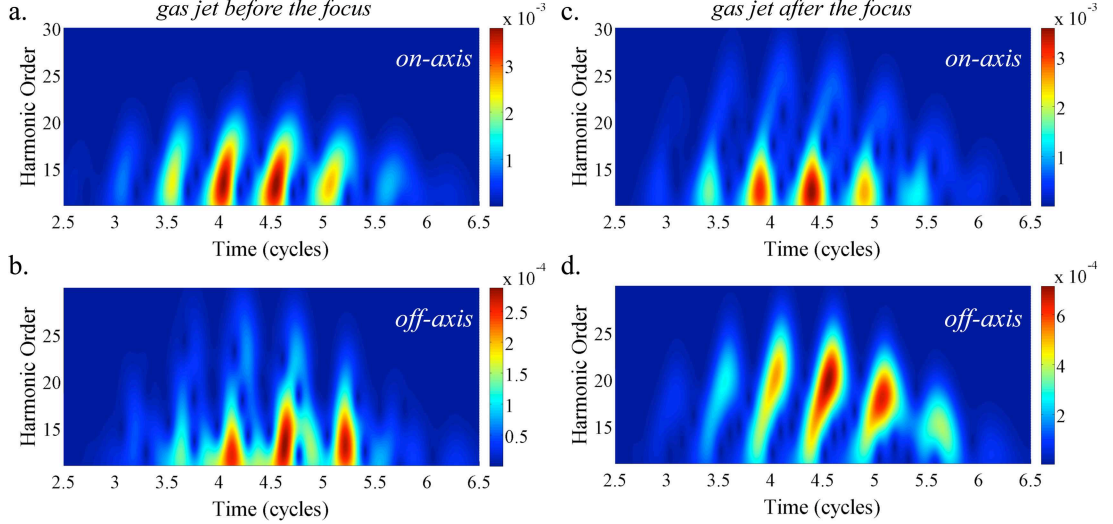 a.
gas jet before the focus
x 10⁻³
on-axis
Harmonic Order
30
25
20
15
2.5 3 3.5 4 4.5 5 5.5 6 6.5
Time (cycles)
3
2
1
c.
gas jet after the focus
x 10⁻³
on-axis
Harmonic Order
30
25
20
15
2.5 3 3.5 4 4.5 5 5.5 6 6.5
Time (cycles)
3
2
1
b.
x 10⁻⁴
off-axis
Harmonic Order
25
20
15
2.5 3 3.5 4 4.5 5 5.5 6 6.5
Time (cycles)
2.5
2
1.5
1
0.5
d.
x 10⁻⁴
off-axis
Harmonic Order
25
20
15
2.5 3 3.5 4 4.5 5 5.5 6 6.5
Time (cycles)
6
4
2